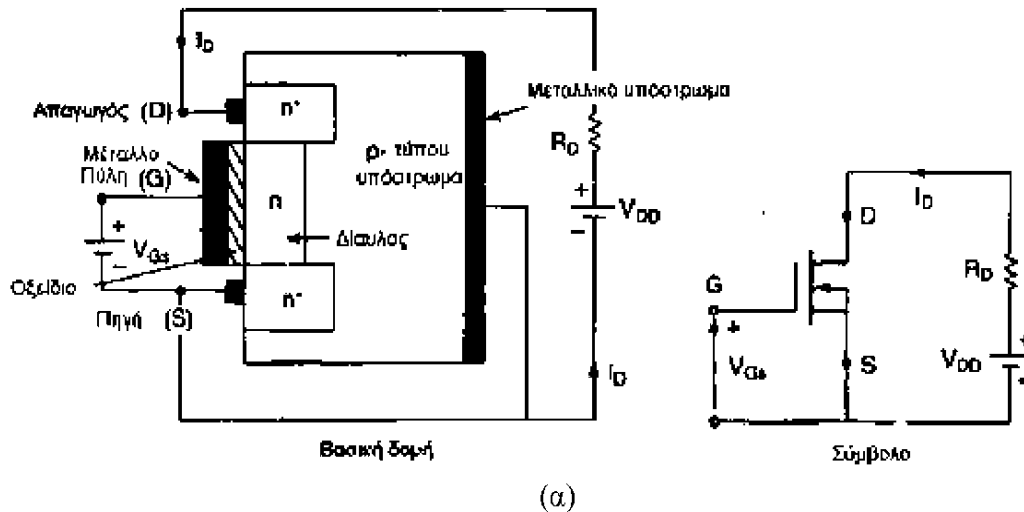 I_D
Απαγωγός (D)
n⁺
Μεταλλικό υπόστρωμα
Μέταλλο
Πύλη (G)
p- τύπου
υπόστρωμα
R_D
n
+
V_DD
−
+
V_Gs
−
Δίαυλος
Οξείδιο
Πηγή (S)
n⁺
I_D
Βασική δομή
D
I_D
R_D
G
+
V_Gs
S
V_DD
+
Σύμβολο
(α)